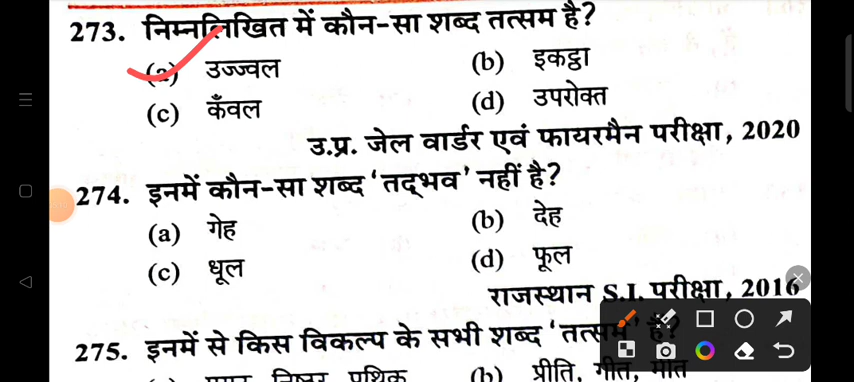 273. निम्नलिखित में कौन-सा शब्द तत्सम है?
(a) उज्ज्वल (b) इकट्ठा
(c) कँवल (d) उपरोक्त
उ.प्र. जेल वार्डर एवं फायरमैन परीक्षा, 2020
274. इनमें कौन-सा शब्द ‘तद्भव’ नहीं है?
(a) गेह (b) देह
(c) धूल (d) फूल
राजस्थान S.I. परीक्षा, 2016
275. इनमें से किस विकल्प के सभी शब्द ‘तत्सम’ हैं?
(b) प्रीति, गीत, मीत